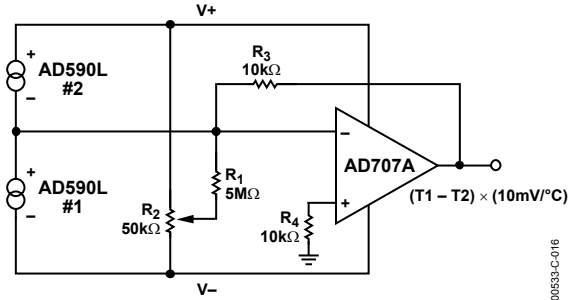 V+
+
AD590L
#2
–
R3
10kΩ
–
AD707A
+
(T1 – T2) × (10mV/°C)
+
AD590L
#1
–
R1
5MΩ
R2
50kΩ
R4
10kΩ
V–
00533-C-016